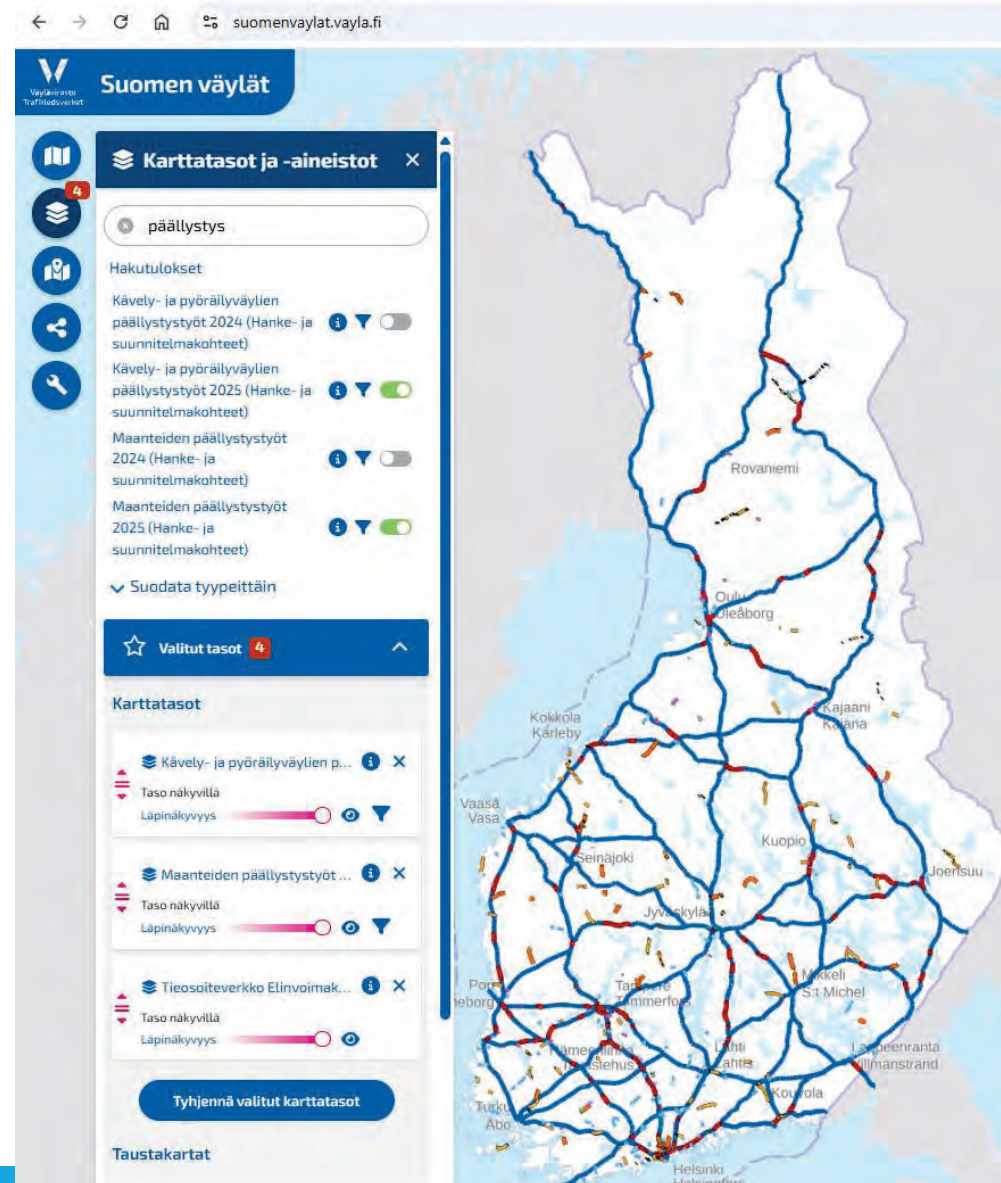 suomenvaylat.vayla.fi
Väylävirasto
Trafikledsverket
Suomen väylät
Karttatasot ja -aineistot
4
päällystys
Hakutulokset
Kävely- ja pyöräilyväylien
päällystystyöt 2024 (Hanke- ja
suunnitelmakohteet)
Kävely- ja pyöräilyväylien
päällystystyöt 2025 (Hanke- ja
suunnitelmakohteet)
Maanteiden päällystystyöt
2024 (Hanke- ja
suunnitelmakohteet)
Maanteiden päällystystyöt
2025 (Hanke- ja
suunnitelmakohteet)
Suodata tyypeittäin
Valitut tasot 4
Karttatasot
Kävely- ja pyöräilyväylien p...
Taso näkyvillä
Läpinäkyvyys
Maanteiden päällystystyöt ...
Taso näkyvillä
Läpinäkyvyys
Tieosoiteverkko Elinvoimak...
Taso näkyvillä
Läpinäkyvyys
Tyhjennä valitut karttatasot
Taustakartat
Rovaniemi
Oulu
Uleåborg
Kajaani
Kajana
Kokkola
Karleby
Vaasa
Vasa
Kuopio
Seinäjoki
Joensuu
Jyväskylä
Mikkeli
S:t Michel
Pori
Tampere
Tammerfors
Lahti
Lahtis
Lappeenranta
Villmanstrand
Hämeenlinna
Kouvola
Turku
Åbo
Helsinki
Helsingfors